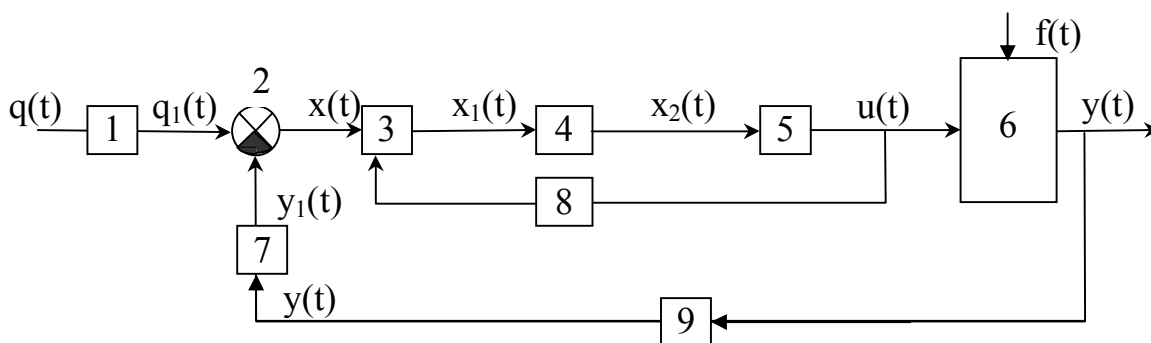 f(t)
2
q(t) q₁(t) x(t) x₁(t) x₂(t) u(t) y(t)
1 3 4 5 6
8
y₁(t)
7
y(t) 9